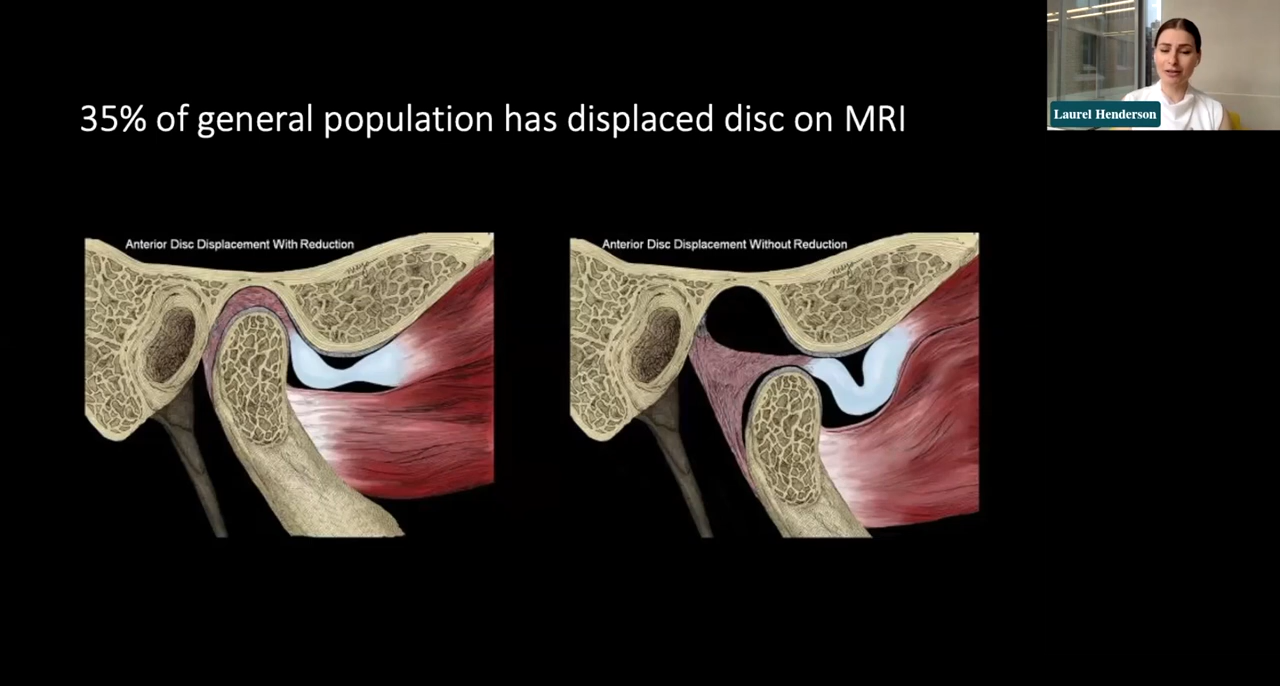 35% of general population has displaced disc on MRI
Laurel Henderson
Anterior Disc Displacement With Reduction
Anterior Disc Displacement Without Reduction